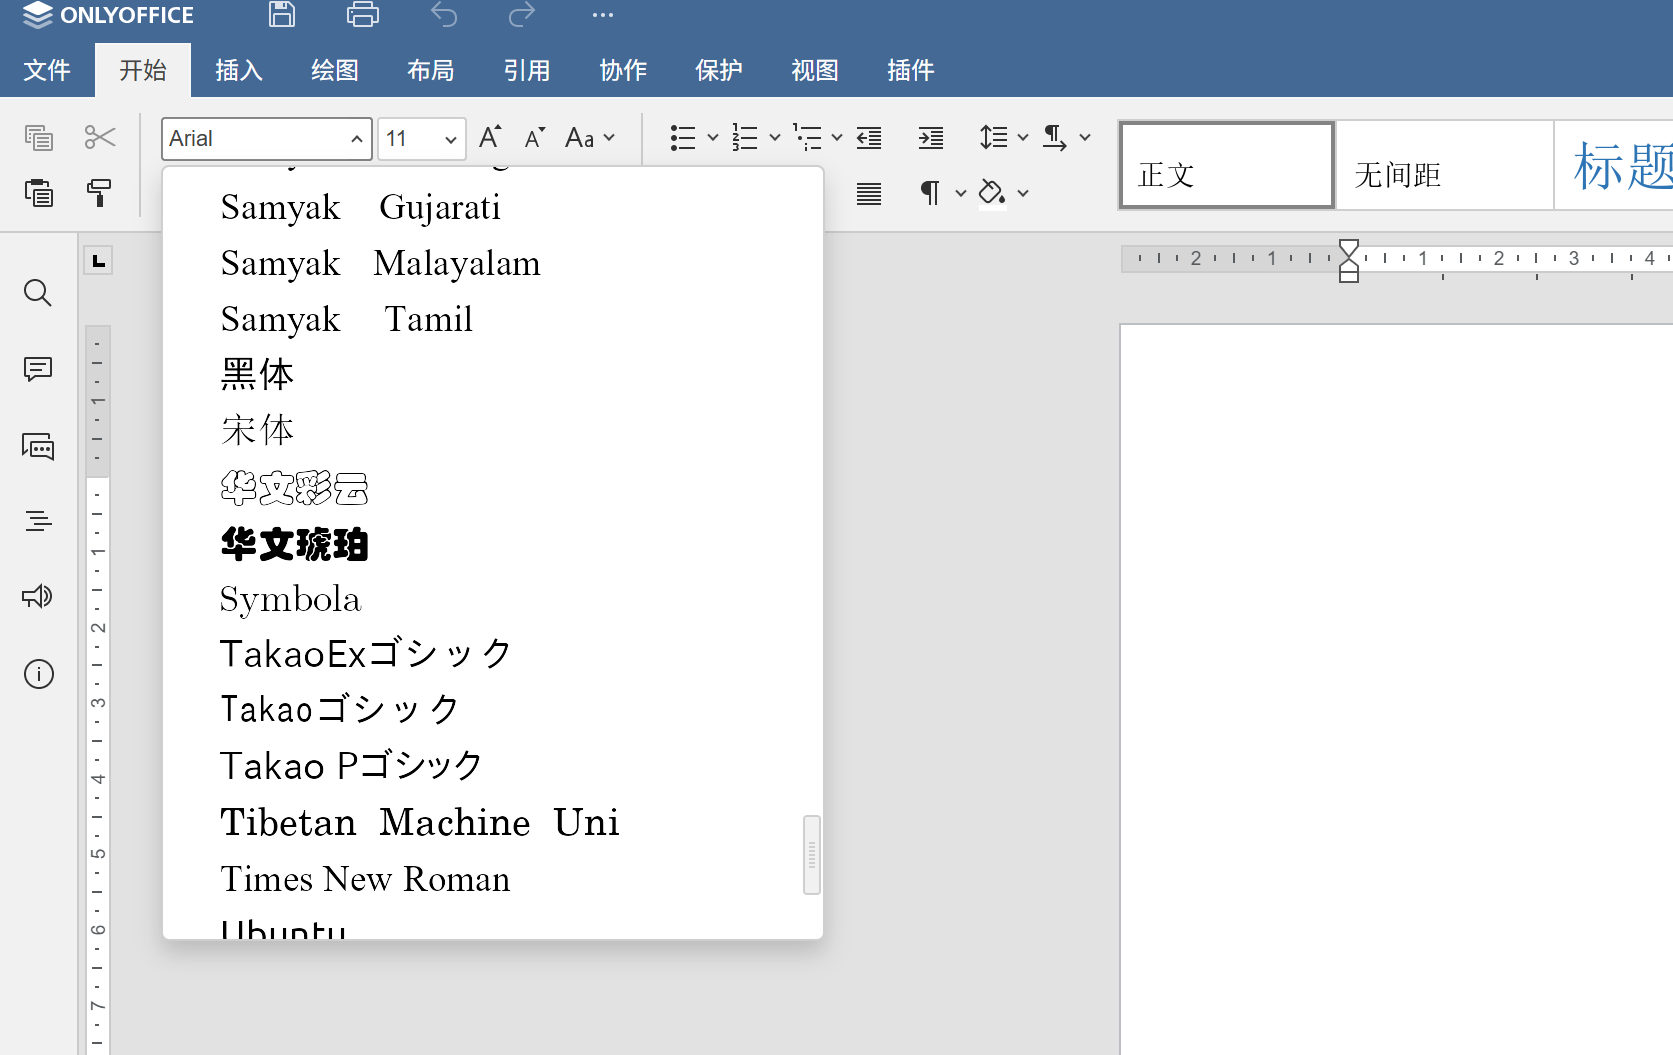 ONLYOFFICE
文件 开始 插入 绘图 布局 引用 协作 保护 视图 插件
Arial 11 Aa
正文 无间距 标题
Samyak Gujarati
Samyak Malayalam
Samyak Tamil
黑体
宋体
华文彩云
华文琥珀
Symbola
TakaoExゴシック
Takaoゴシック
Takao Pゴシック
Tibetan Machine Uni
Times New Roman
Ubuntu
2 1 1 2 3 4
1 1 2 3 4 5 6 7